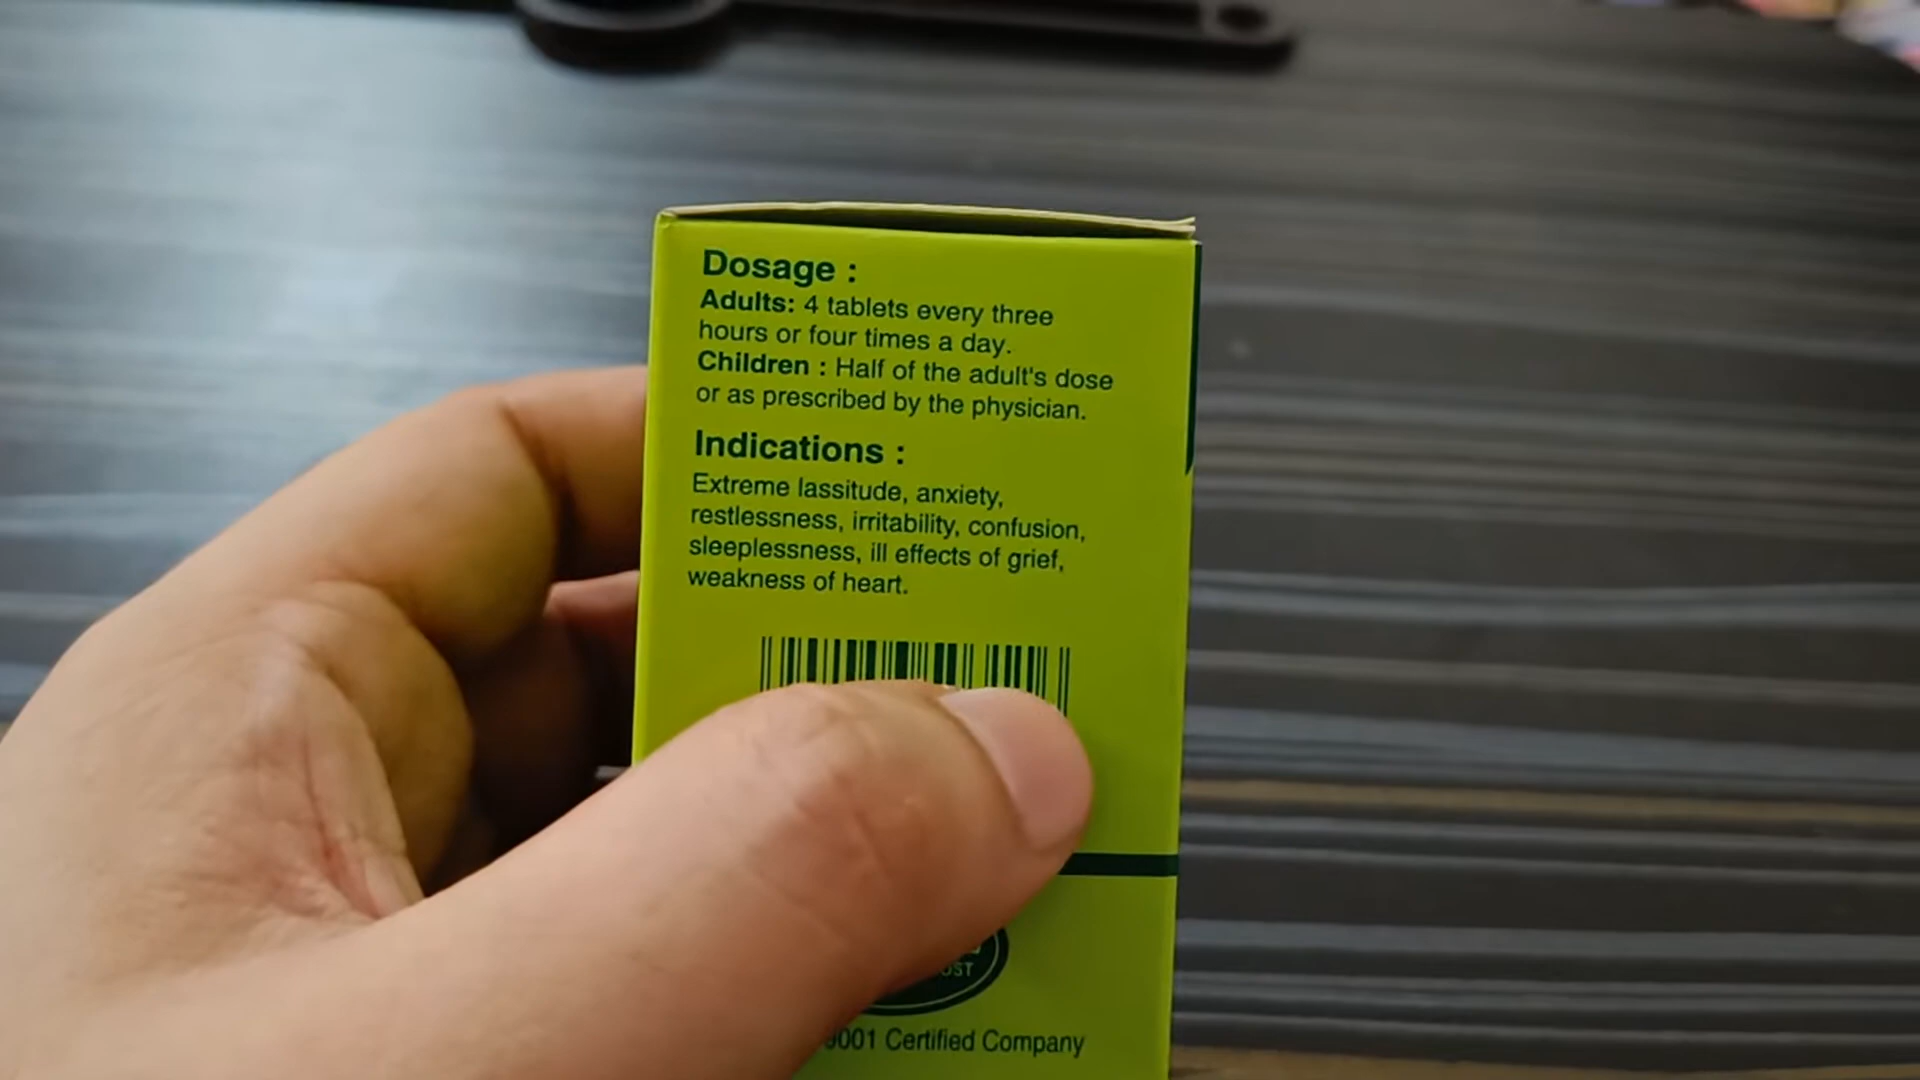 Dosage :
Adults: 4 tablets every three
hours or four times a day.
Children : Half of the adult's dose
or as prescribed by the physician.
Indications :
Extreme lassitude, anxiety,
restlessness, irritability, confusion,
sleeplessness, ill effects of grief,
weakness of heart.
Certified Company